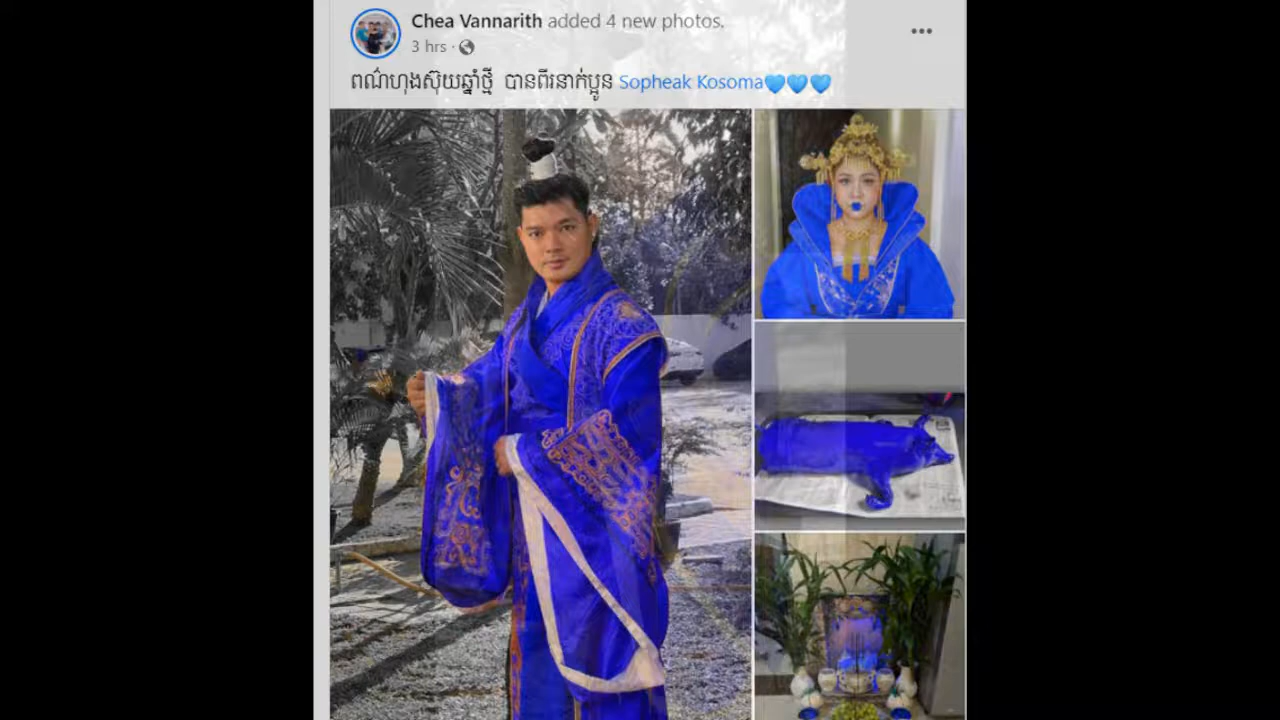 Chea Vannarith added 4 new photos.
3 hrs ·
ពណ៌ហុងស៊ុយឆ្នាំថ្មី បានពីរនាក់ប្អូន Sopheak Kosoma💙💙💙